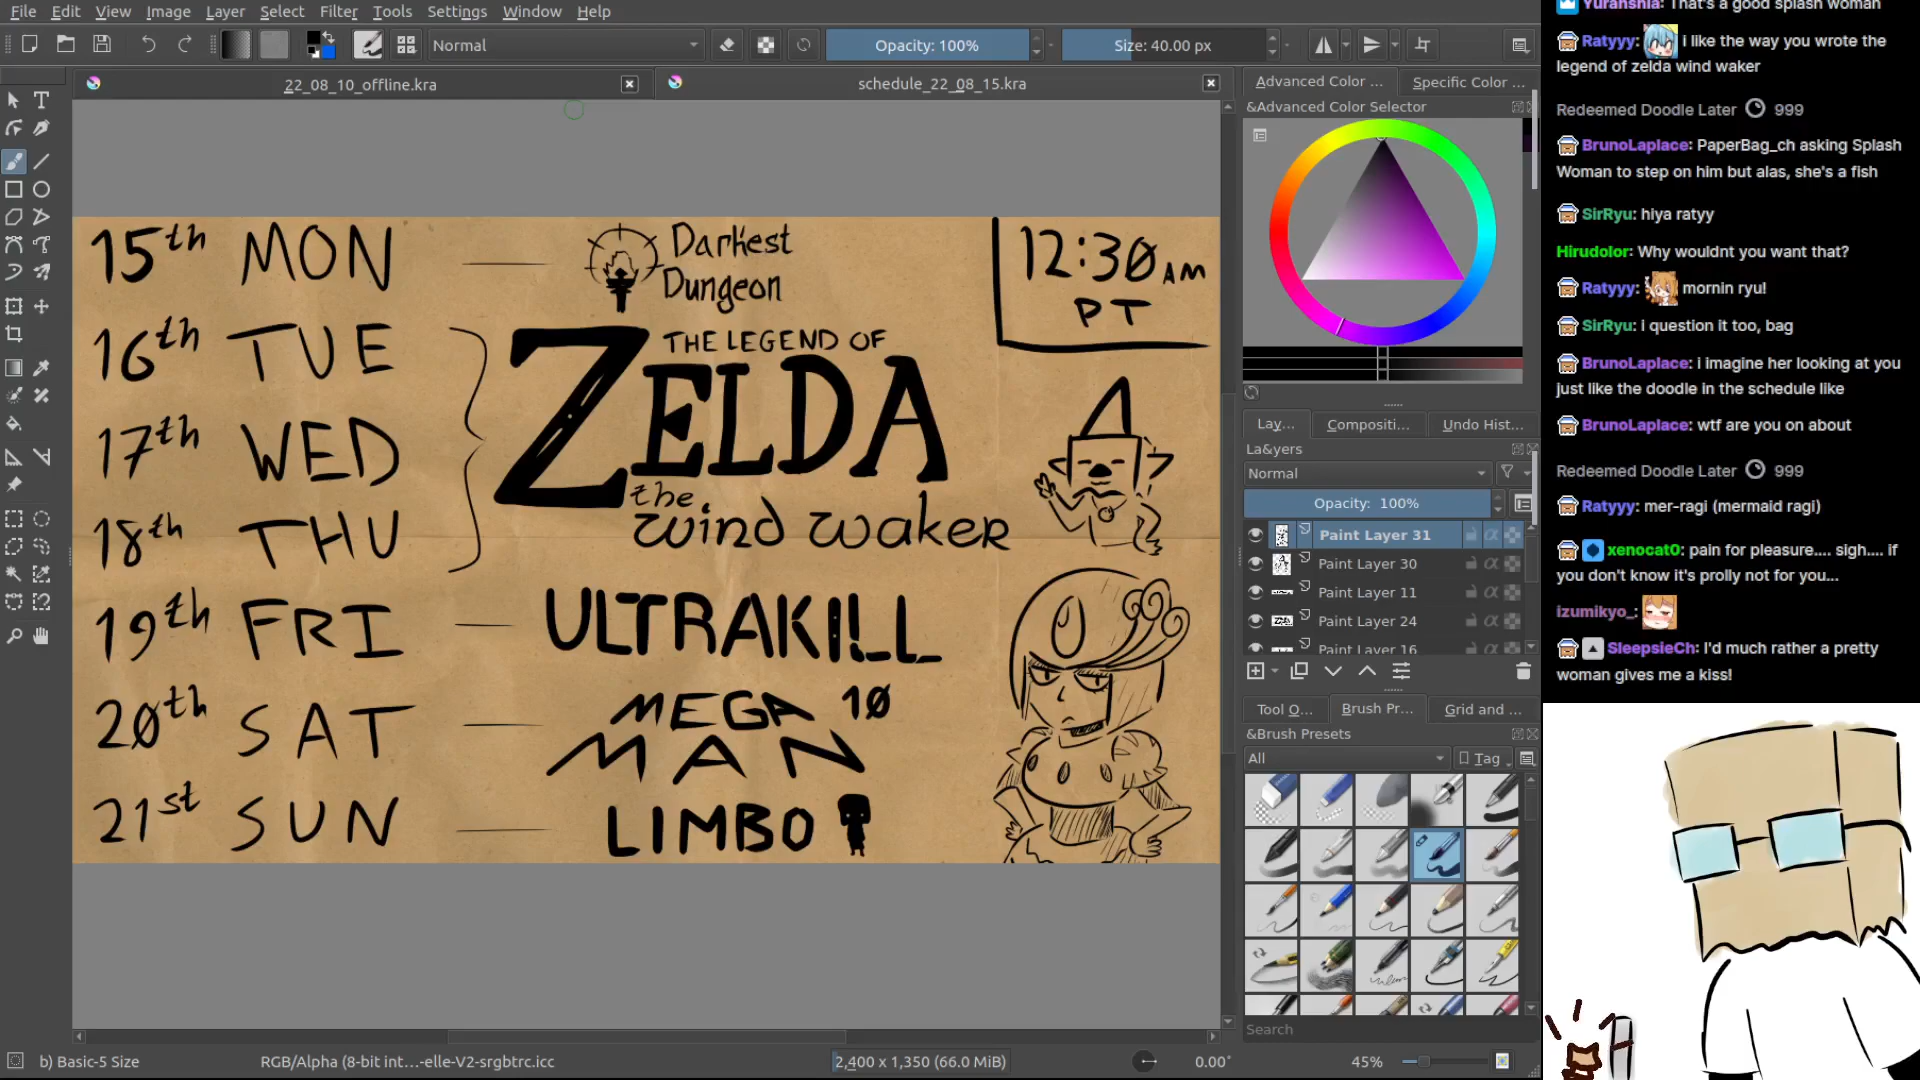 File Edit View Image Layer Select Filter Tools Settings Window Help
Normal
Opacity: 100%
Size: 40.00 px
22_08_10_offline.kra
schedule_22_08_15.kra
15th MON
Darkest
Dungeon
12:30 AM
PT
16th TUE
THE LEGEND OF
ZELDA
17th WED
the
wind waker
18th THU
19th FRI
ULTRAKILL
20th SAT
MEGA 10
MAN
21st SUN
LIMBO
Advanced Color ...
Specific Color ...
&Advanced Color Selector
Lay...
Compositi...
Undo Hist...
La&yers
Normal
Opacity: 100%
Paint Layer 31
Paint Layer 30
Paint Layer 11
Paint Layer 24
Paint Layer 16
Tool O...
Brush Pr...
Grid and ...
&Brush Presets
All
Tag
Search
b) Basic-5 Size
RGB/Alpha (8-bit int...-elle-V2-srgbtrc.icc
2,400 x 1,350 (66.0 MiB)
0.00°
45%
Yuranshia: That's a good splash woman
Ratyyy: i like the way you wrote the
legend of zelda wind waker
Redeemed Doodle Later 999
BrunoLaplace: PaperBag_ch asking Splash
Woman to step on him but alas, she's a fish
SirRyu: hiya ratyy
Hirudolor: Why wouldnt you want that?
Ratyyy: mornin ryu!
SirRyu: i question it too, bag
BrunoLaplace: i imagine her looking at you
just like the doodle in the schedule like
BrunoLaplace: wtf are you on about
Redeemed Doodle Later 999
Ratyyy: mer-ragi (mermaid ragi)
xenocat0: pain for pleasure.... sigh.... if
you don't know it's prolly not for you...
izumikyo_:
SleepsieCh: I'd much rather a pretty
woman gives me a kiss!